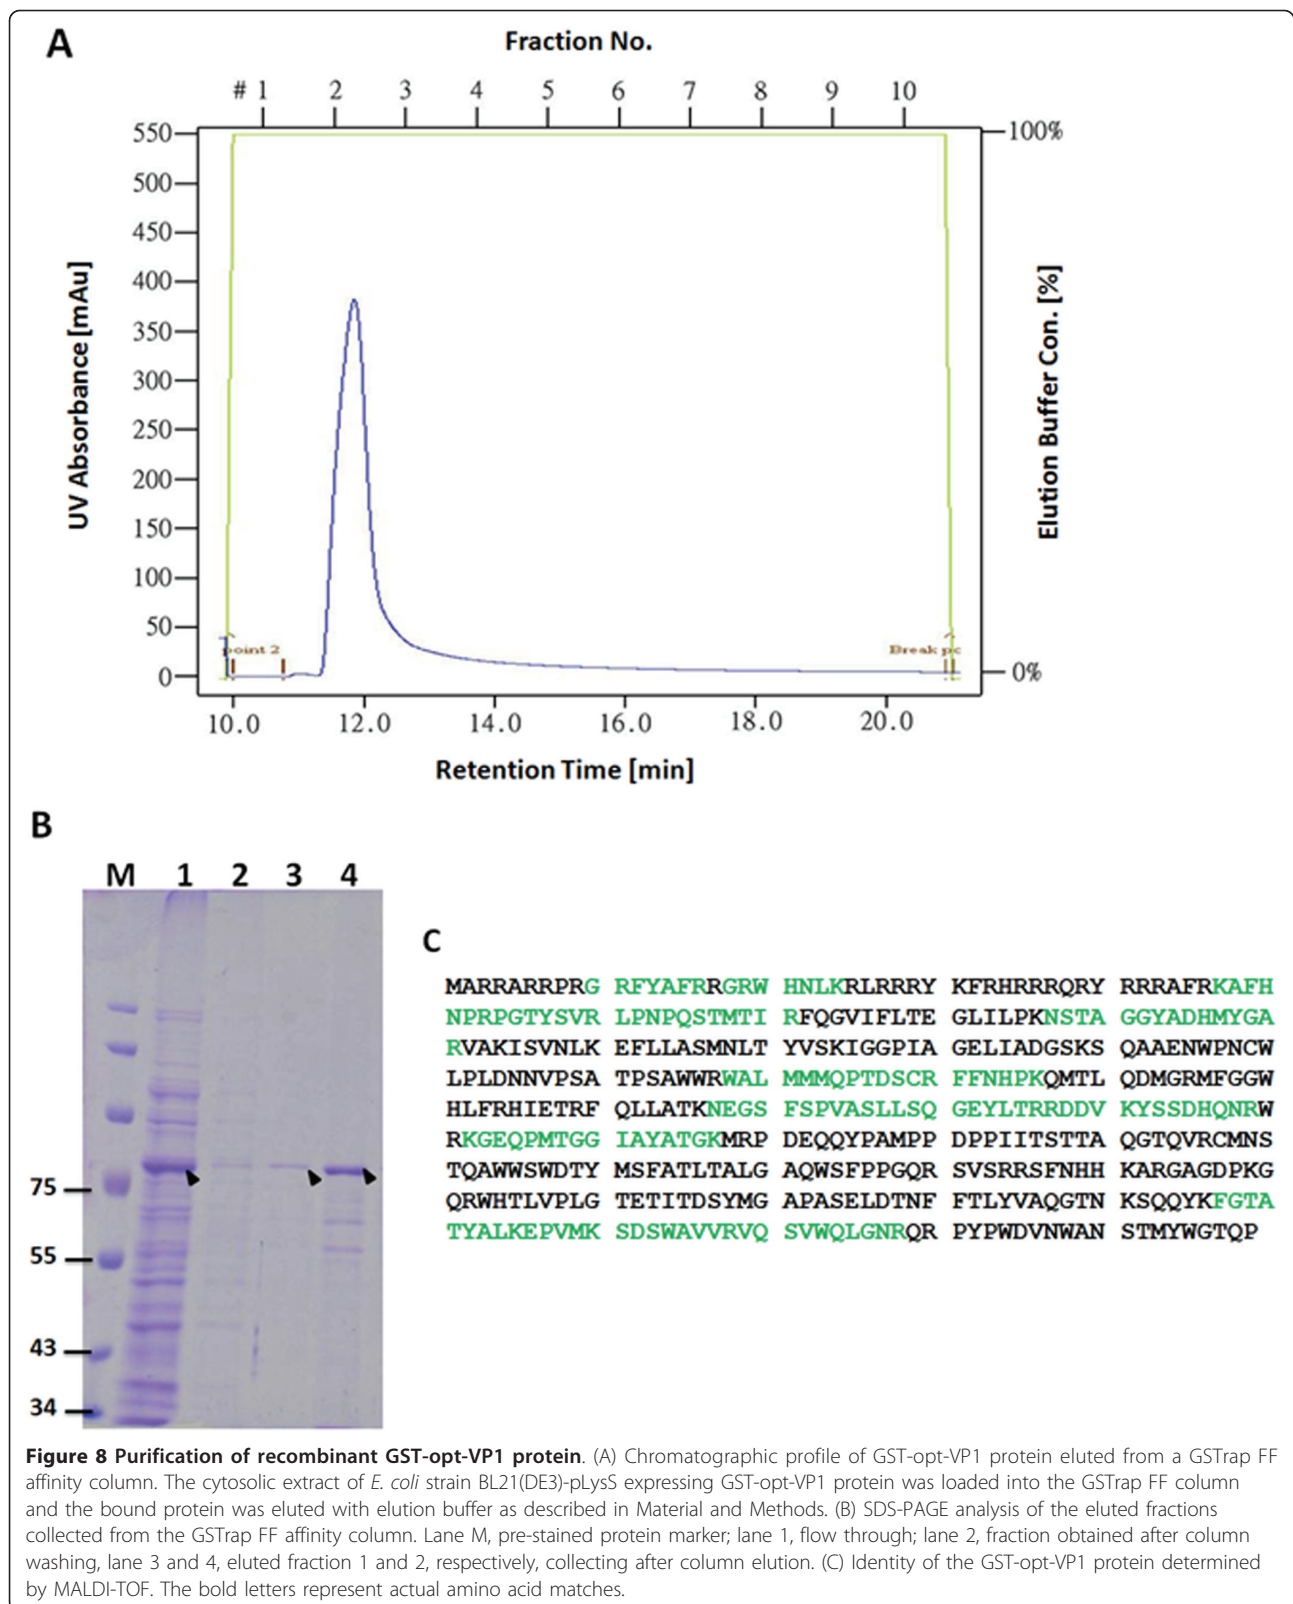 A
Fraction No.
# 1 2 3 4 5 6 7 8 9 10
550
500
450
400
350
300
250
200
150
100
50
0
UV Absorbance [mAu]
100%
0%
Elution Buffer Con. [%]
point 2
Break po
10.0 12.0 14.0 16.0 18.0 20.0
Retention Time [min]
B
M 1 2 3 4
75
55
43
34
C
MARRARRPRG RFYAFRRGRW HNLKRLRRRY KFRHRRRQRY RRRAFRKAFH
NPRPGTYSVR LPNPQSTMTI RFQGVIFLTE GLILPKNSTA GGYADHMYGA
RVAKISVNLK EFLLASMNLT YVSKIGGPIA GELIADGSKS QAAENWPNCW
LPLDNNVPSA TPSAWWRWAL MMMQPTDSCR FFNHPKQMTL QDMGRMFGGW
HLFRHIETRF QLLATKNEGS FSPVASLLSQ GEYLTRRDDV KYSSDHQNRW
RKGEQPMTGG IAYATGKMRP DEQQYPAMPP DPPIITSTTA QGTQVRCMNS
TQAWWSWDTY MSFATLTALG AQWSFPPGQR SVSRRSFNHH KARGAGDPKG
QRWHTLVPLG TETITDSYMG APASELDTNF FTLYVAQGTN KSQQYKFGTA
TYALKEPVMK SDSWAVVRVQ SVWQLGNRQR PYPWDVNWAN STMYWGTQP
Figure 8 Purification of recombinant GST-opt-VP1 protein. (A) Chromatographic profile of GST-opt-VP1 protein eluted from a GSTrap FF
affinity column. The cytosolic extract of E. coli strain BL21(DE3)-pLysS expressing GST-opt-VP1 protein was loaded into the GSTrap FF column
and the bound protein was eluted with elution buffer as described in Material and Methods. (B) SDS-PAGE analysis of the eluted fractions
collected from the GSTrap FF affinity column. Lane M, pre-stained protein marker; lane 1, flow through; lane 2, fraction obtained after column
washing, lane 3 and 4, eluted fraction 1 and 2, respectively, collecting after column elution. (C) Identity of the GST-opt-VP1 protein determined
by MALDI-TOF. The bold letters represent actual amino acid matches.